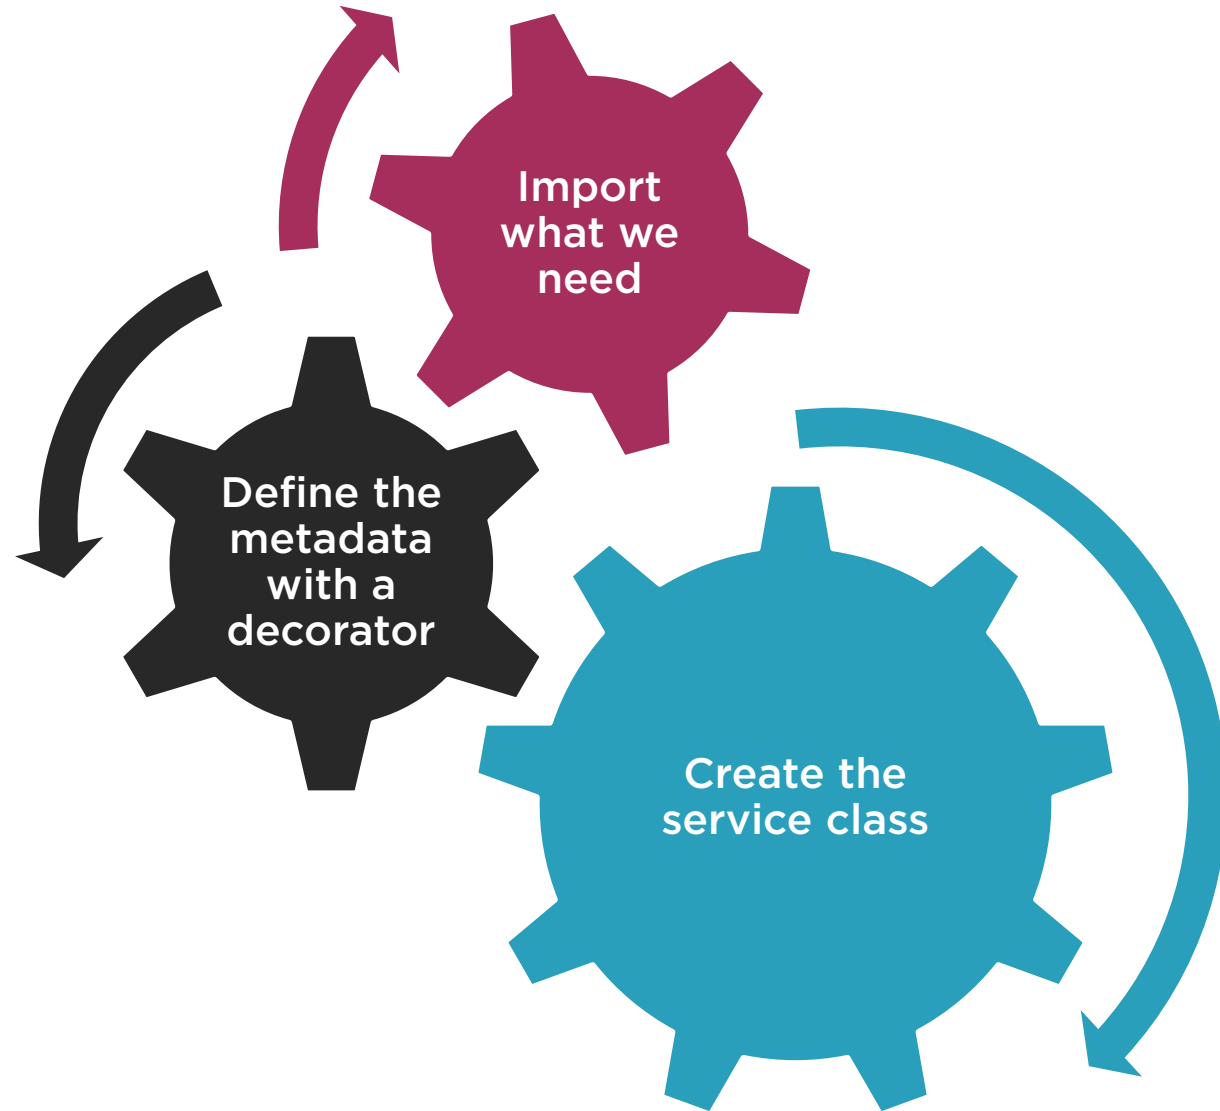 Import
what we
need
Define the
metadata
with a
decorator
Create the
service class